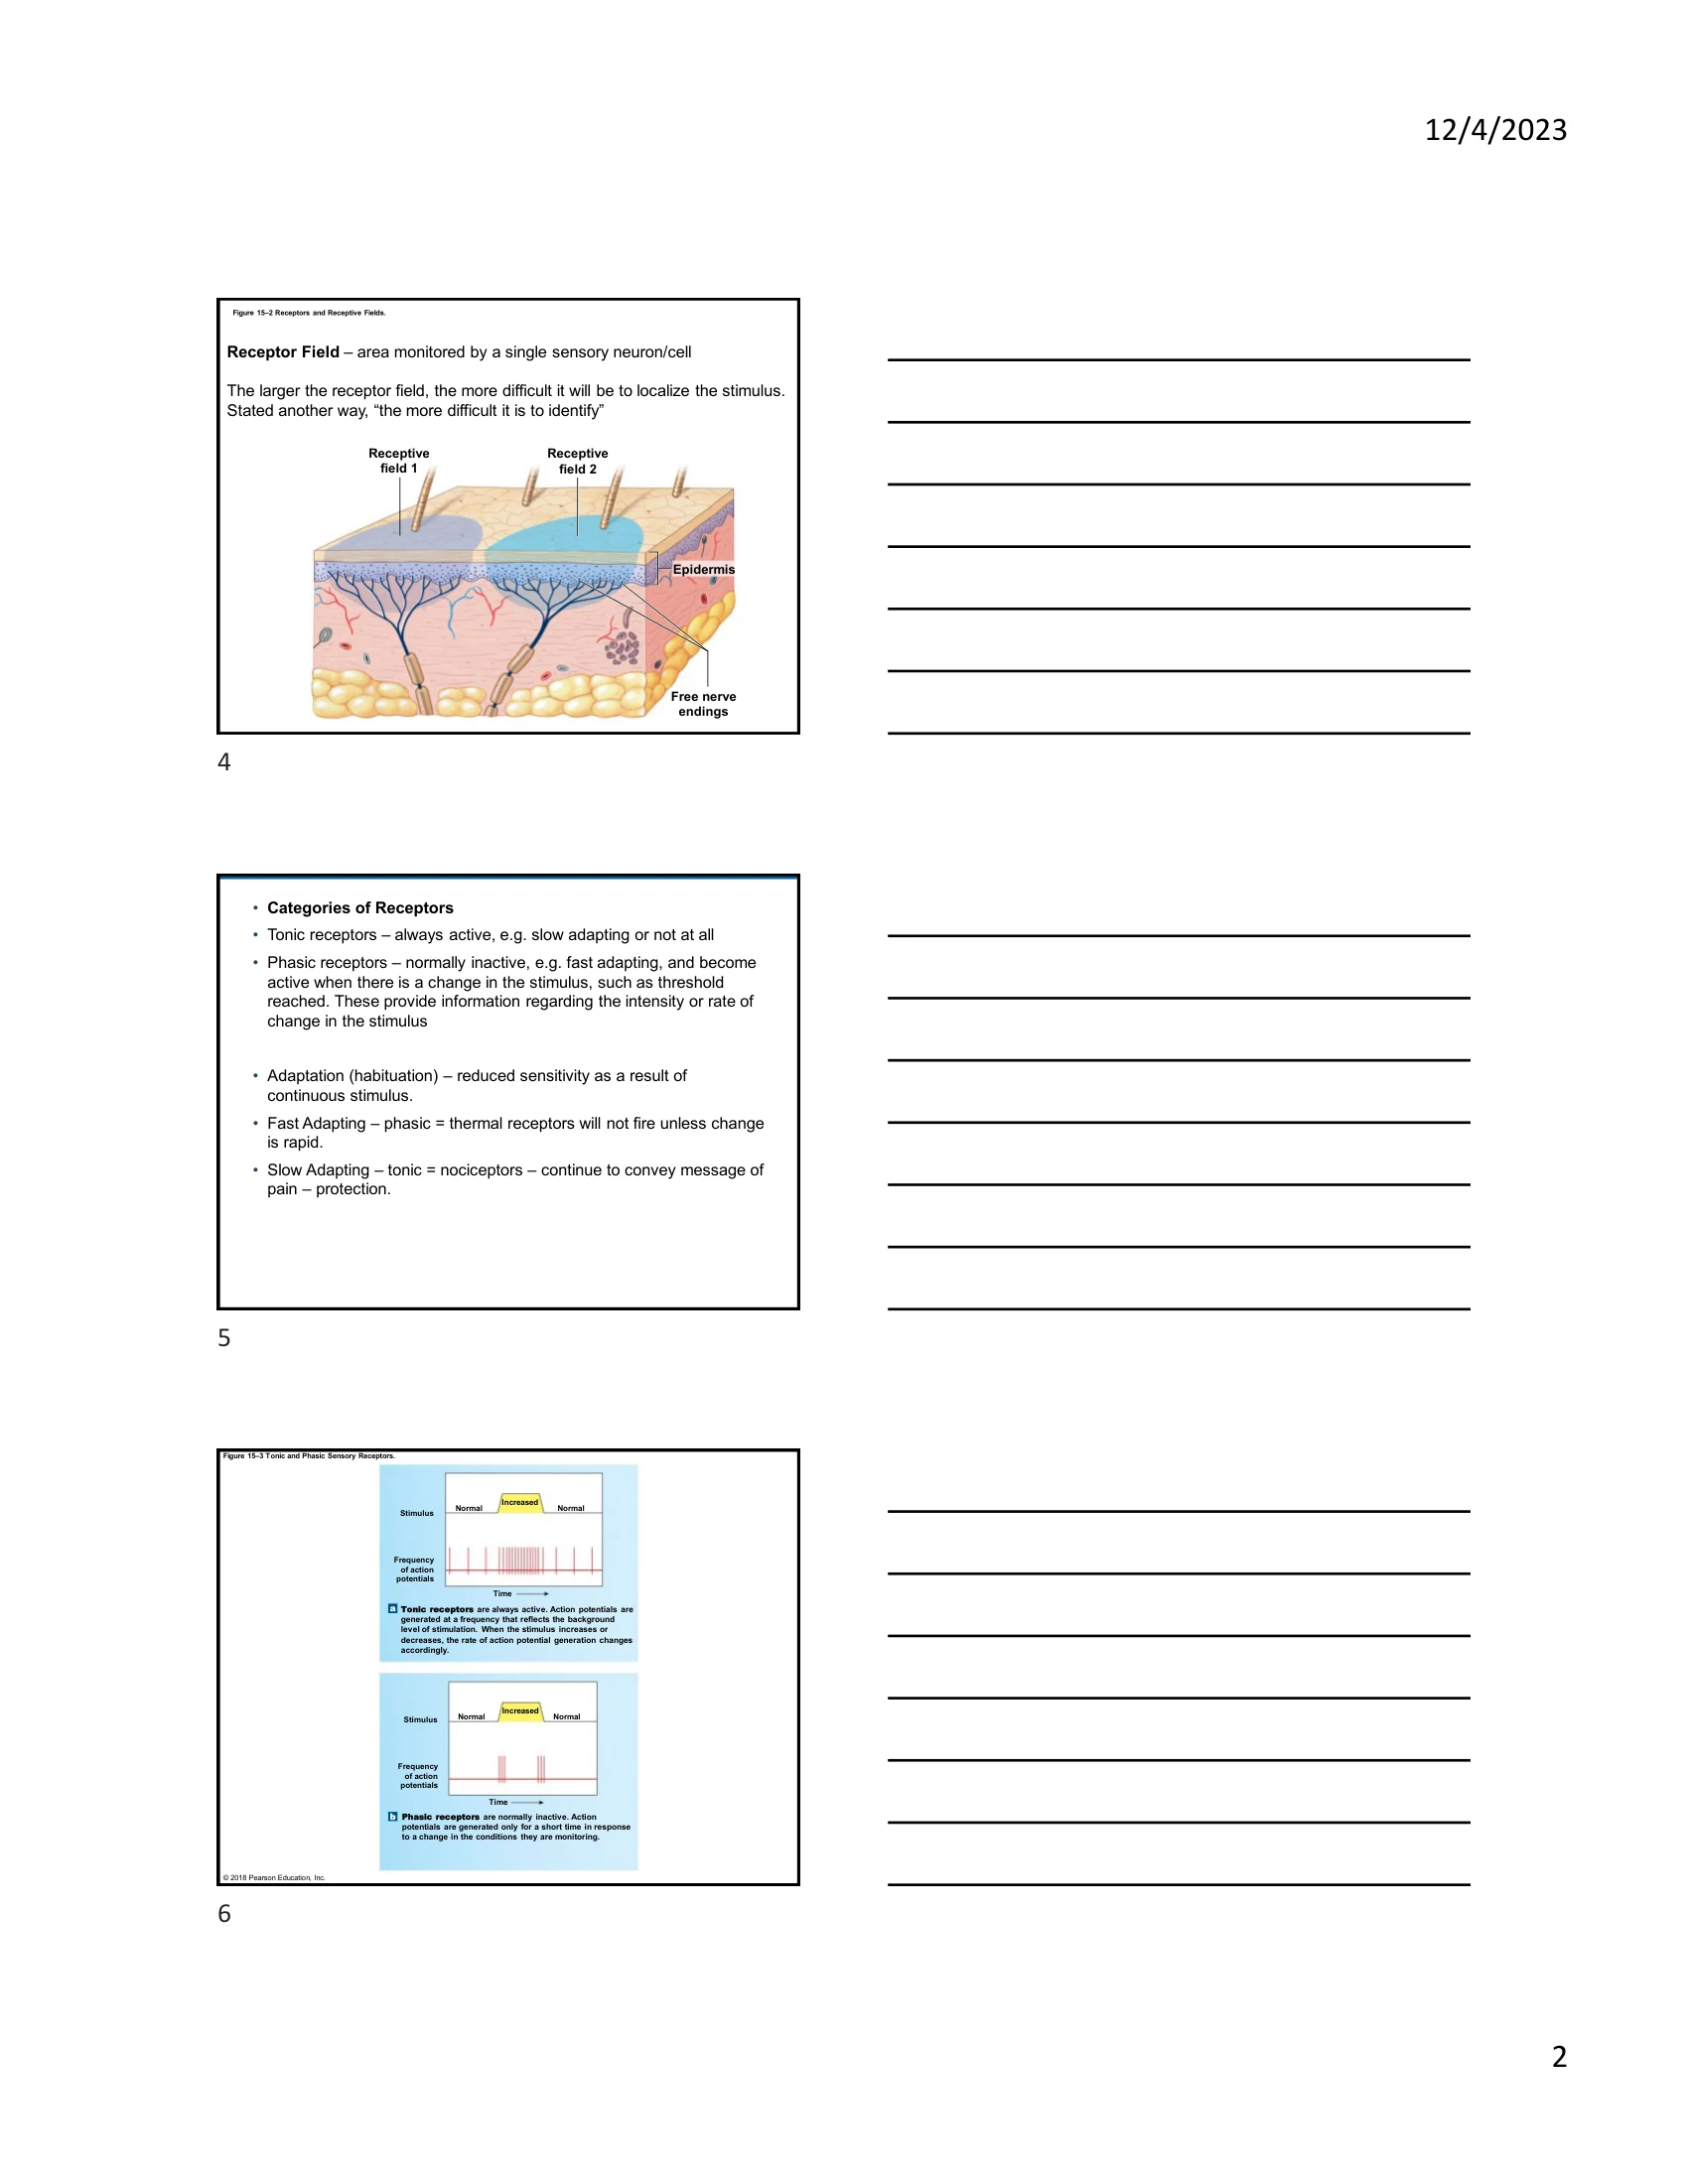 12/4/2023
Figure 15–2 Receptors and Receptive Fields.
Receptor Field – area monitored by a single sensory neuron/cell
The larger the receptor field, the more difficult it will be to localize the stimulus.
Stated another way, “the more difficult it is to identify”
Receptive
field 1
Receptive
field 2
Epidermis
Free nerve
endings
4
• Categories of Receptors
• Tonic receptors – always active, e.g. slow adapting or not at all
• Phasic receptors – normally inactive, e.g. fast adapting, and become
active when there is a change in the stimulus, such as threshold
reached. These provide information regarding the intensity or rate of
change in the stimulus
• Adaptation (habituation) – reduced sensitivity as a result of
continuous stimulus.
• Fast Adapting – phasic = thermal receptors will not fire unless change
is rapid.
• Slow Adapting – tonic = nociceptors – continue to convey message of
pain – protection.
5
Figure 15–3 Tonic and Phasic Sensory Receptors.
Stimulus
Normal
Increased
Normal
Frequency
of action
potentials
Time
a Tonic receptors are always active. Action potentials are
generated at a frequency that reflects the background
level of stimulation. When the stimulus increases or
decreases, the rate of action potential generation changes
accordingly.
Stimulus
Normal
Increased
Normal
Frequency
of action
potentials
Time
b Phasic receptors are normally inactive. Action
potentials are generated only for a short time in response
to a change in the conditions they are monitoring.
© 2018 Pearson Education, Inc.
6
2